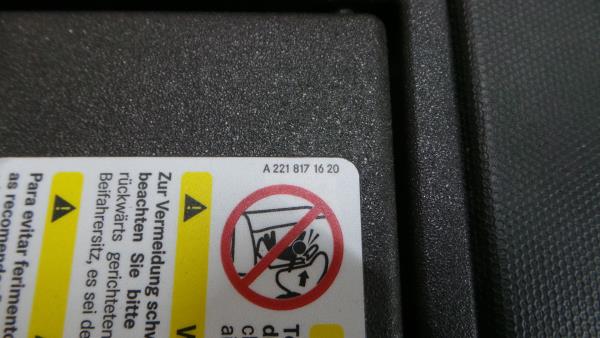 A 221 817 16 20
Zur Vermeidung schw
beachten Sie bitte
rückwärts gerichteten
Beifahrersitz, es sei de
Para evitar ferimento
as recomenda